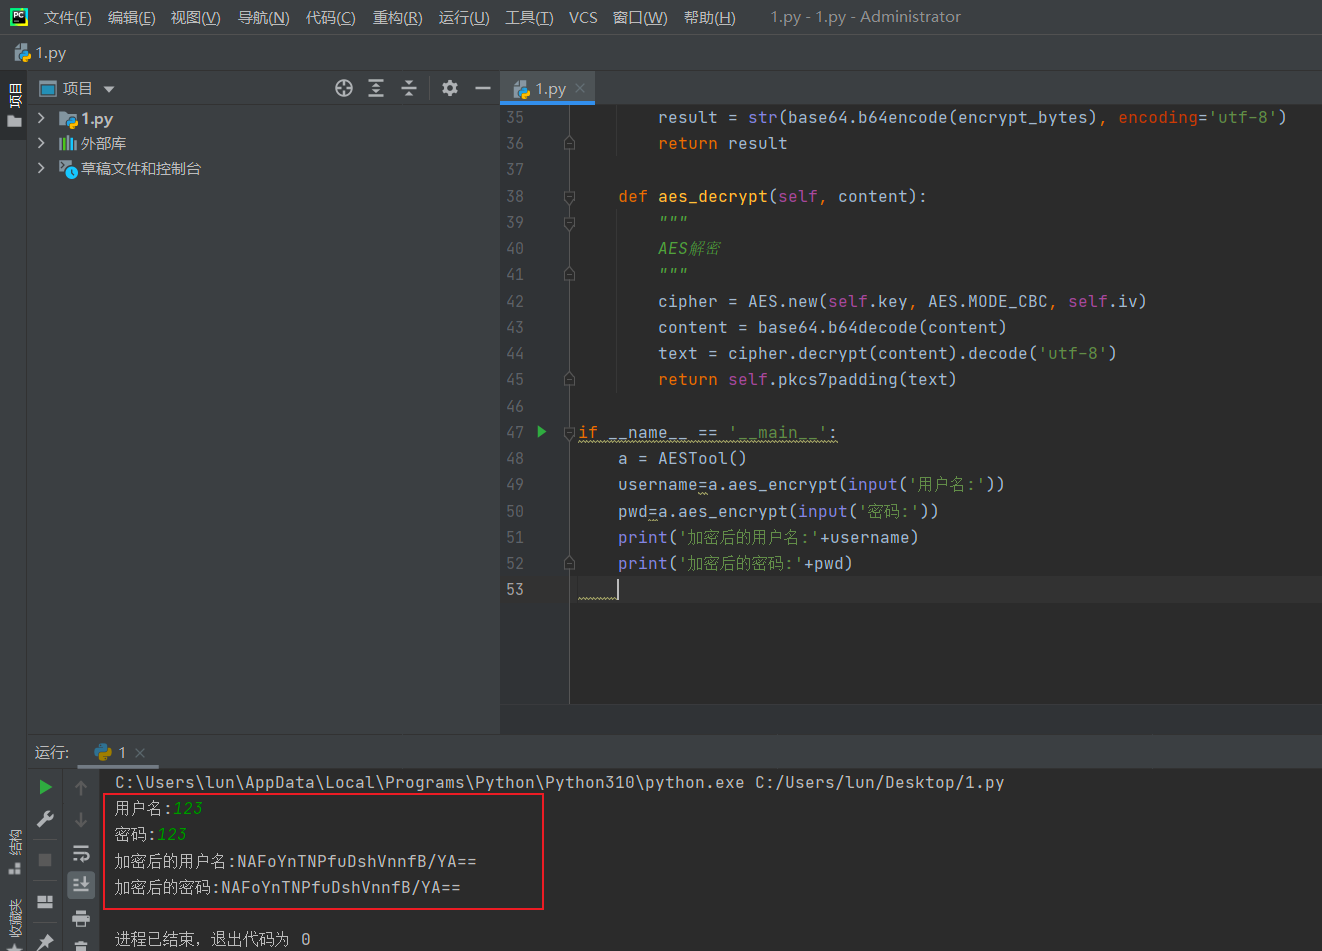 文件(F) 编辑(E) 视图(V) 导航(N) 代码(C) 重构(R) 运行(U) 工具(T) VCS 窗口(W) 帮助(H) 1.py - 1.py - Administrator
1.py
项目
项目
1.py
外部库
草稿文件和控制台
1.py
35 result = str(base64.b64encode(encrypt_bytes), encoding='utf-8')
36 return result
37
38 def aes_decrypt(self, content):
39 """
40 AES解密
41 """
42 cipher = AES.new(self.key, AES.MODE_CBC, self.iv)
43 content = base64.b64decode(content)
44 text = cipher.decrypt(content).decode('utf-8')
45 return self.pkcs7padding(text)
46
47 if __name__ == '__main__':
48 a = AESTool()
49 username=a.aes_encrypt(input('用户名:'))
50 pwd=a.aes_encrypt(input('密码:'))
51 print('加密后的用户名:'+username)
52 print('加密后的密码:'+pwd)
53
运行: 1
C:\Users\lun\AppData\Local\Programs\Python\Python310\python.exe C:/Users/lun/Desktop/1.py
用户名:123
密码:123
加密后的用户名:NAFoYnTNPfuDshVnnfB/YA==
加密后的密码:NAFoYnTNPfuDshVnnfB/YA==
进程已结束，退出代码为 0
结构
收藏夹